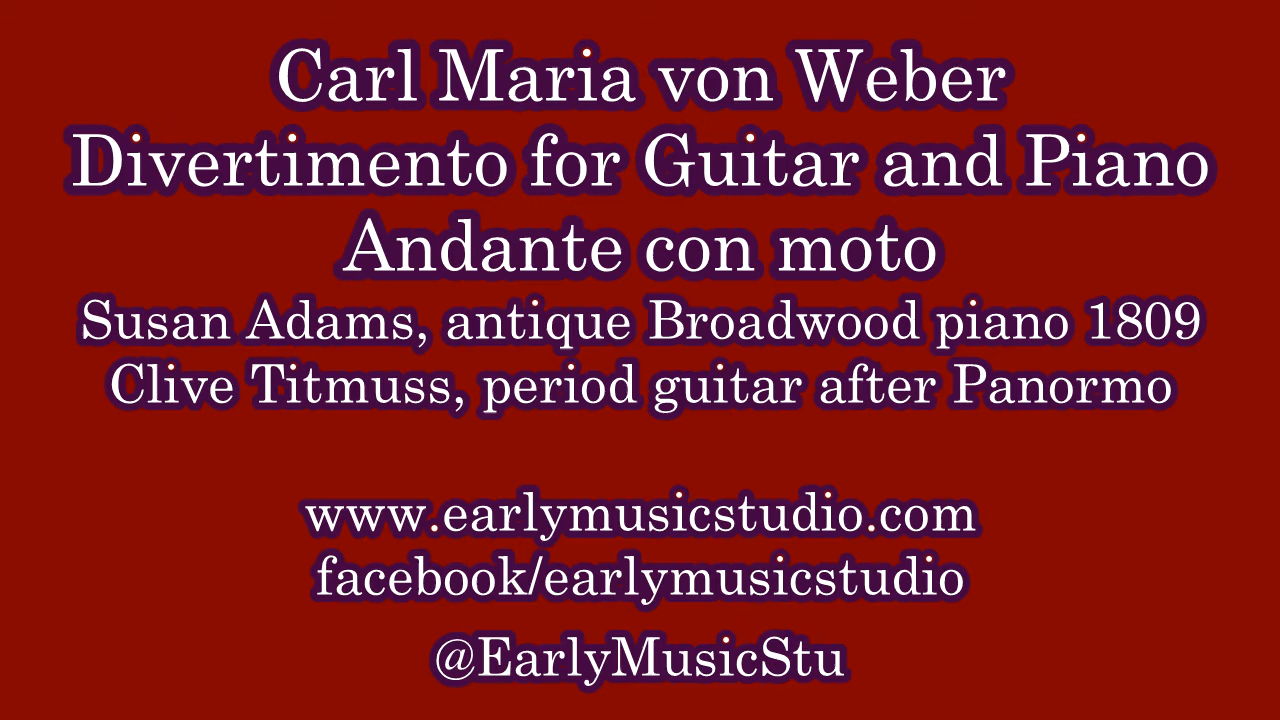 Carl Maria von Weber
Divertimento for Guitar and Piano
Andante con moto
Susan Adams, antique Broadwood piano 1809
Clive Titmuss, period guitar after Panormo
www.earlymusicstudio.com
facebook/earlymusicstudio
@EarlyMusicStu